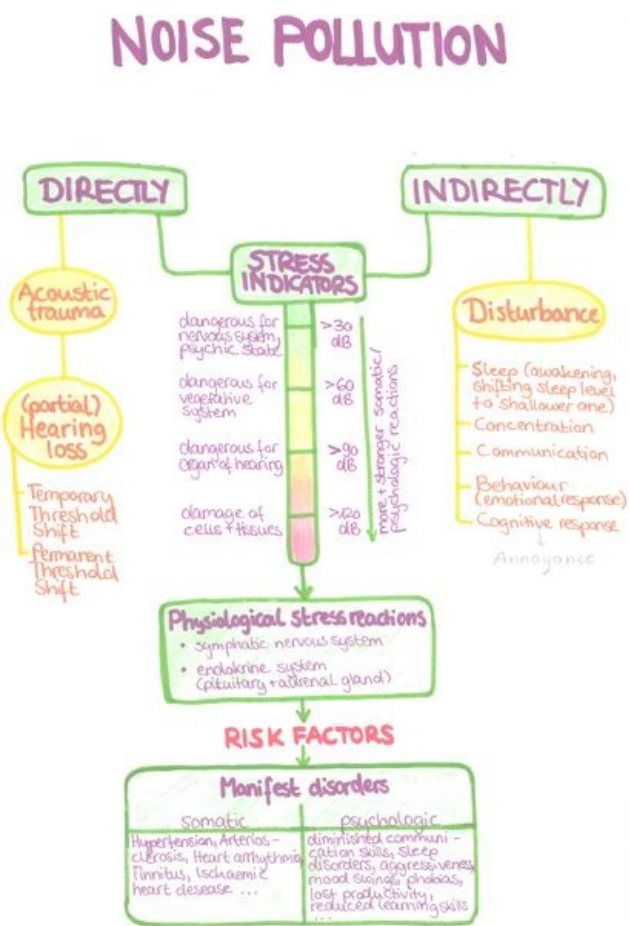 NOISE POLLUTION
DIRECTLY
INDIRECTLY
STRESS
INDICATORS
Acoustic
trauma
(partial)
Hearing
loss
Temporary
Threshold
Shift
Permanent
Threshold
Shift
dangerous for
nervous system,
psychic state
>30
dB
dangerous for
vegetative
system
>60
dB
dangerous for
organ of hearing
>90
dB
damage of
cells + tissues
>120
dB
more + stronger somatic/
psychologic reactions
Disturbance
Sleep (awakening,
shifting sleep level
to shallower one)
Concentration
Communication
Behaviour
(emotional response)
Cognitive response
Annoyance
Physiological stress reactions
• symphatic nervous system
• endokrine system
(pituitary + adrenal gland)
RISK FACTORS
Manifest disorders
somatic
Hypertension, Arterios-
clerosis, Heart arrhythmia,
Tinnitus, Ischaemic
heart desease ...
psychologic
diminished communi-
cation skills, sleep
disorders, aggressiveness,
mood swings, phobias,
lost productivity,
reduced learning skills
...